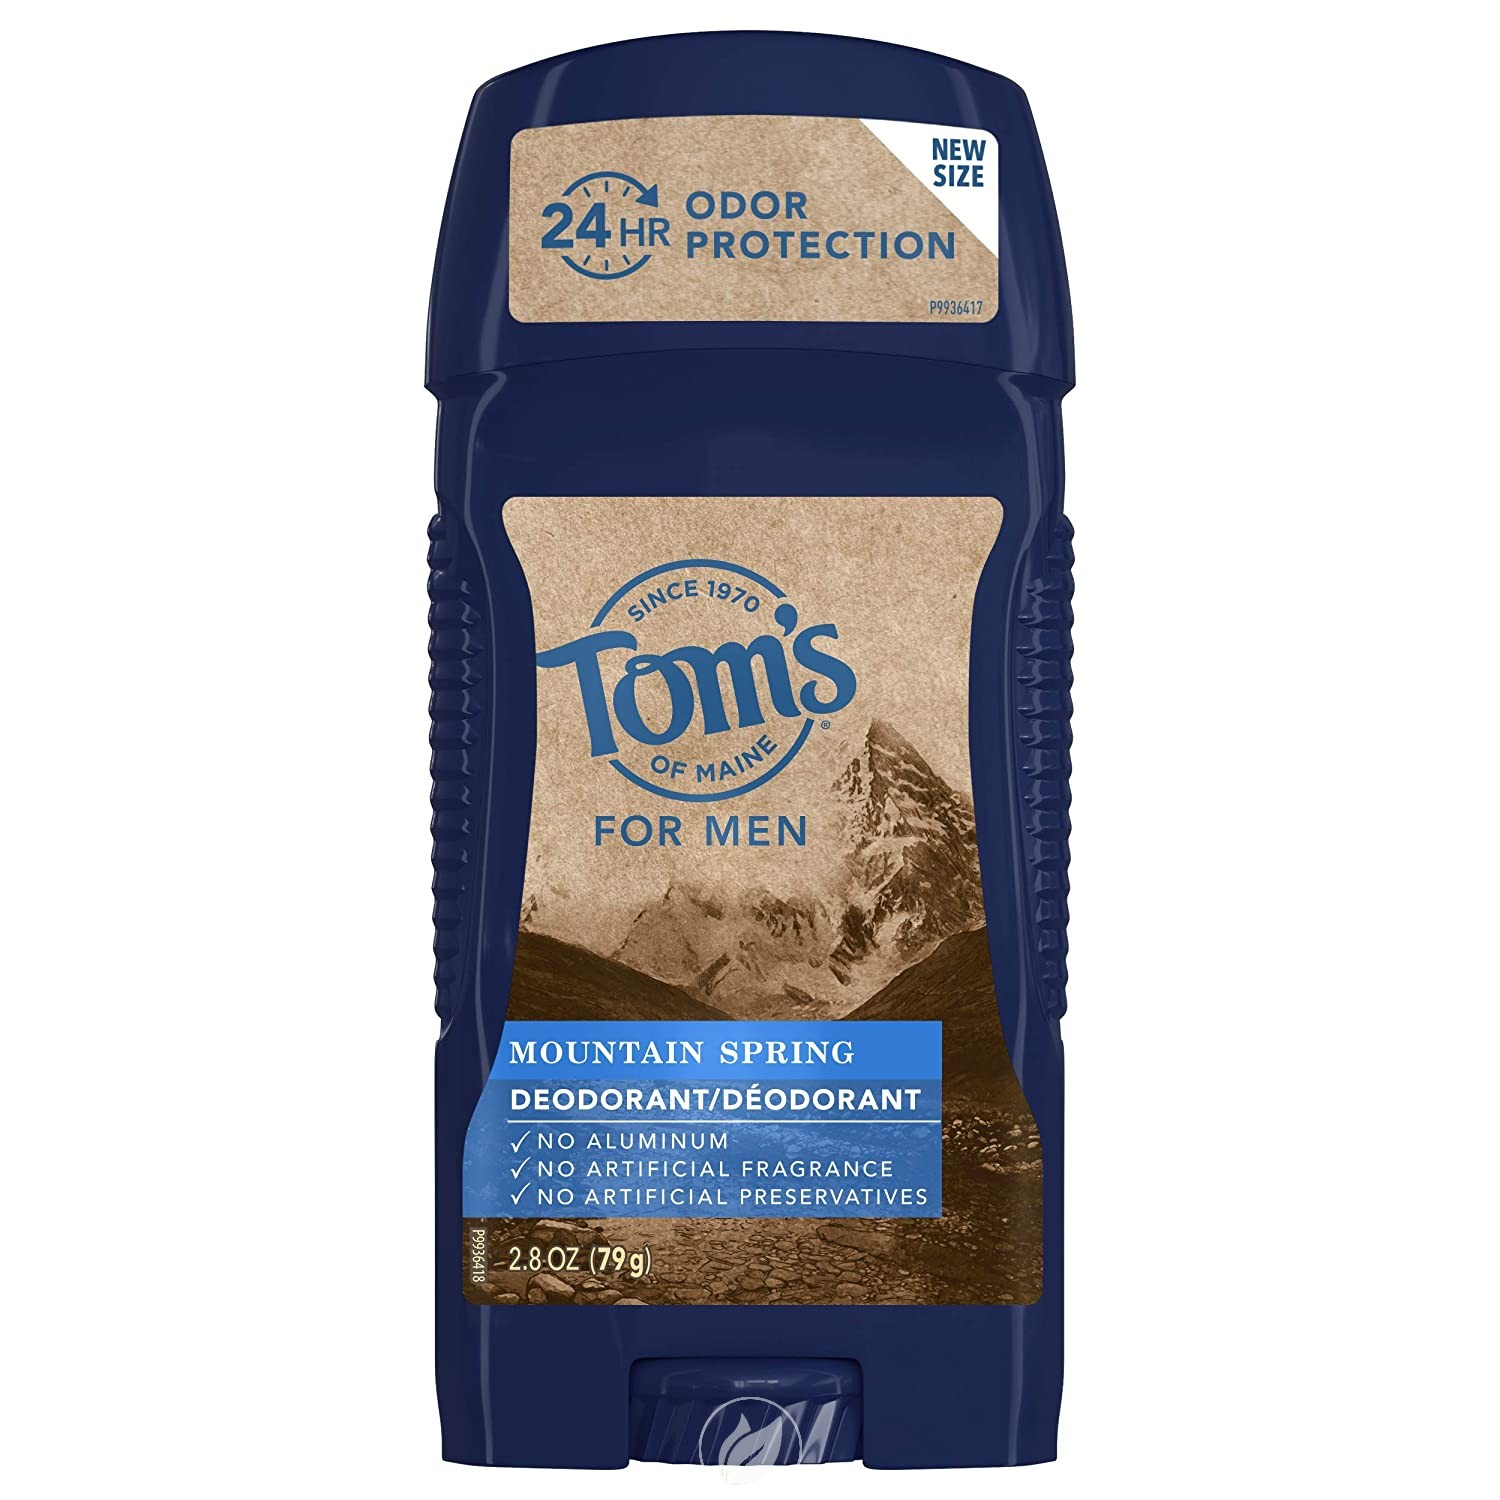 NEW
SIZE
24 HR
ODOR
PROTECTION
P9936417
SINCE 1970
Tom's
®
OF MAINE
FOR MEN
MOUNTAIN SPRING
DEODORANT/DÉODORANT
✓ NO ALUMINUM
✓ NO ARTIFICIAL FRAGRANCE
✓ NO ARTIFICIAL PRESERVATIVES
2.8 OZ (79 g)
P9936418